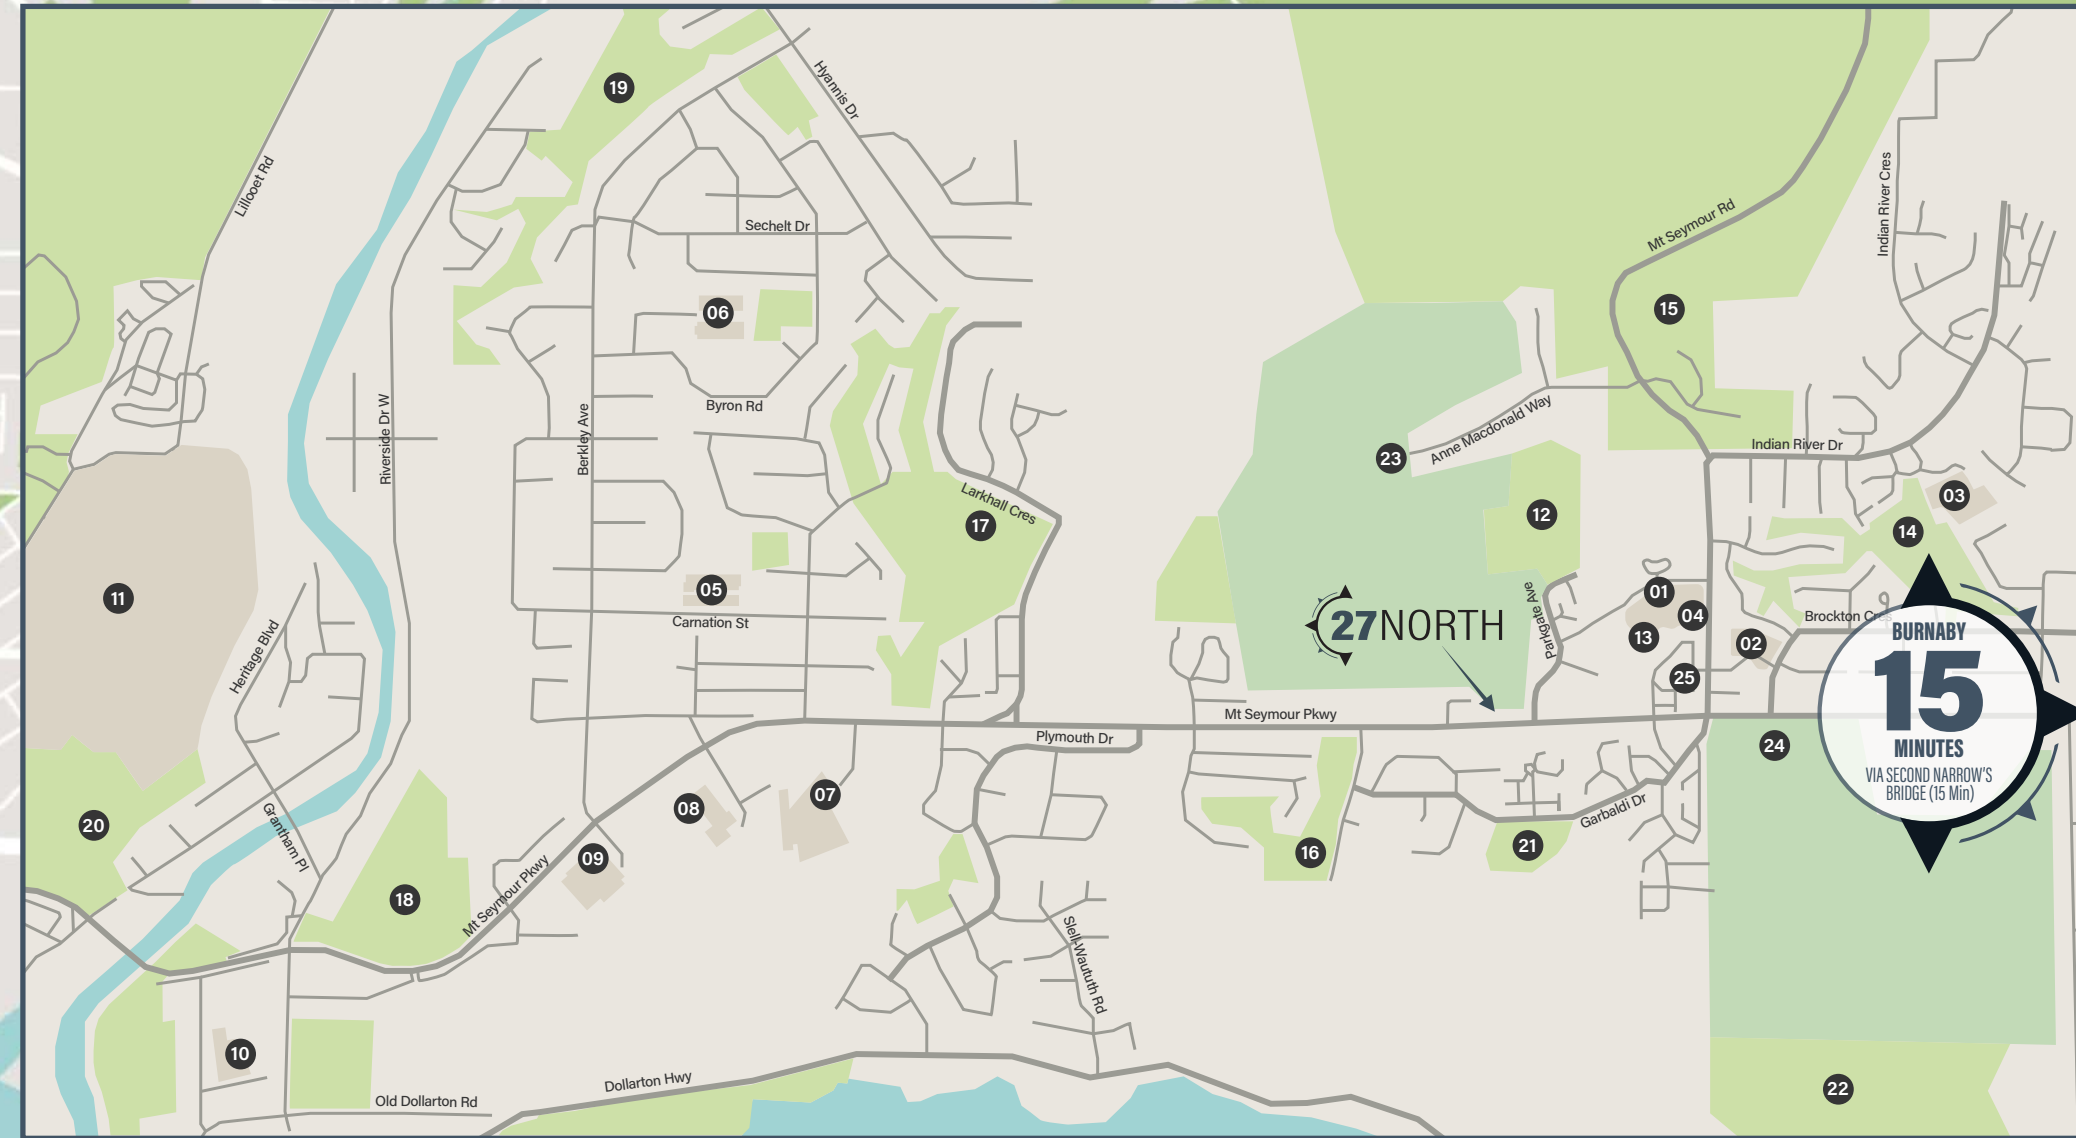 19
Hyannis Dr
Lillooet Rd
Sechelt Dr
Mt Seymour Rd
Indian River Cres
06
15
Byron Rd
Riverside Dr W
Berkley Ave
Anne Macdonald Way
23
Indian River Dr
Larkhall Cres
17
12
03
14
11
05
Carnation St
27NORTH
Parkgate Ave
01
04
13
02
25
Brockton Cres
Heritage Blvd
BURNABY
15
MINUTES
VIA SECOND NARROW'S
BRIDGE (15 Min)
Mt Seymour Pkwy
Plymouth Dr
24
20
Grantham Pl
08
07
09
16
21
Garbaldi Dr
18
Mt Seymour Pkwy
Slell-Waututh Rd
10
Dollarton Hwy
Old Dollarton Rd
22